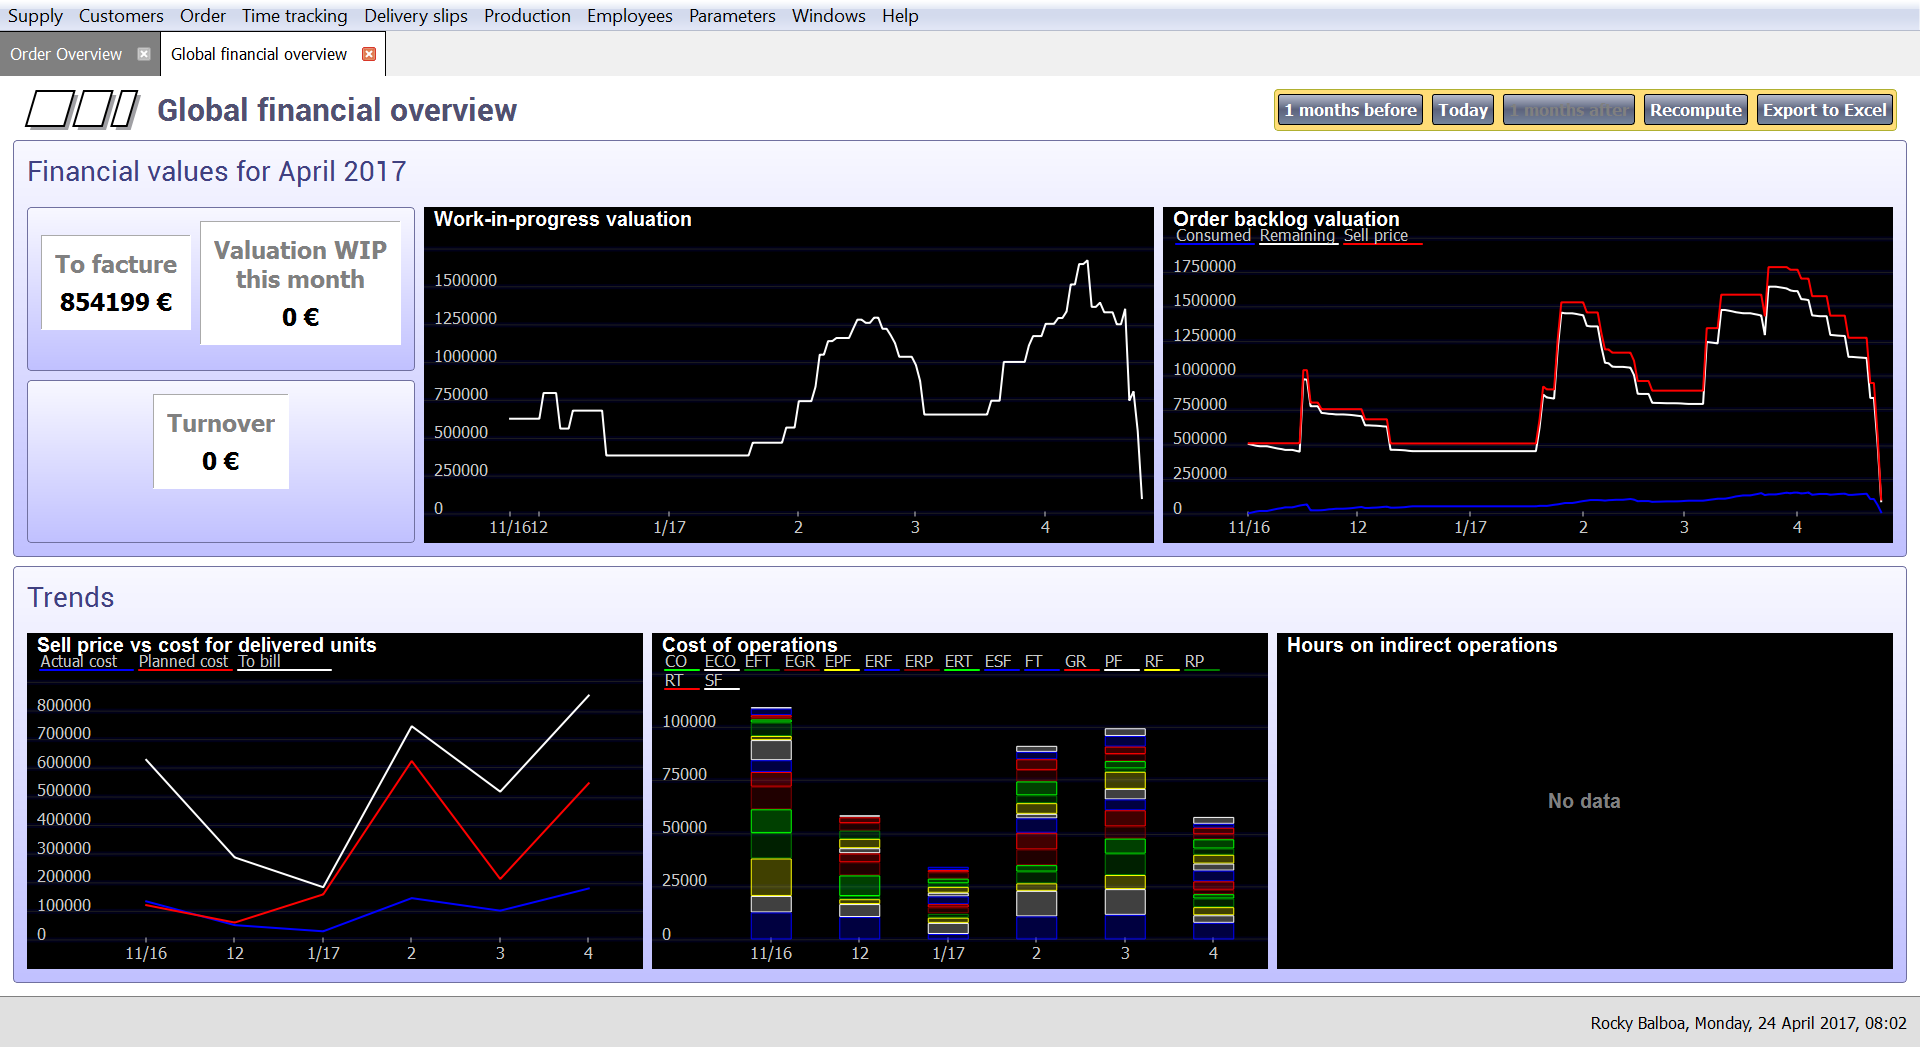 Supply Customers Order Time tracking Delivery slips Production Employees Parameters Windows Help
Order Overview Global financial overview
Global financial overview
1 months before Today 1 months after Recompute Export to Excel
Financial values for April 2017
To facture
854199 €
Valuation WIP
this month
0 €
Turnover
0 €
Work-in-progress valuation
1500000
1250000
1000000
750000
500000
250000
0
11/16 12 1/17 2 3 4
Order backlog valuation
Consumed Remaining Sell price
1750000
1500000
1250000
1000000
750000
500000
250000
0
11/16 12 1/17 2 3 4
Trends
Sell price vs cost for delivered units
Actual cost Planned cost To bill
800000
700000
600000
500000
400000
300000
200000
100000
0
11/16 12 1/17 2 3 4
Cost of operations
CO ECO EFT EGR EPF ERF ERP ERT ESF FT GR PF RF RP
RT SF
100000
75000
50000
25000
0
11/16 12 1/17 2 3 4
Hours on indirect operations
No data
Rocky Balboa, Monday, 24 April 2017, 08:02